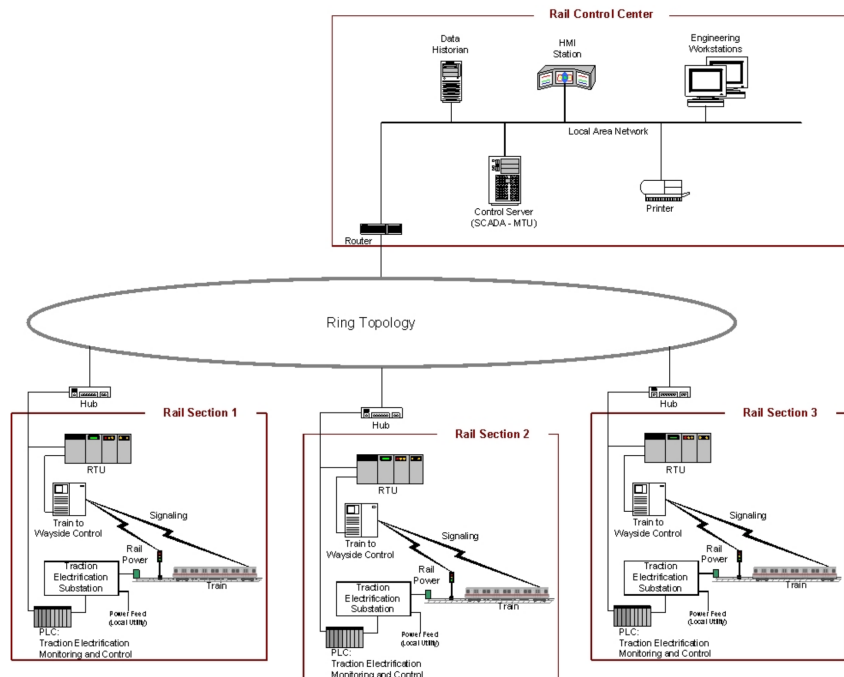 Rail Control Center
Data
Historian
HMI
Station
Engineering
Workstations
Local Area Network
Control Server
(SCADA - MTU)
Printer
Router
Ring Topology
Hub
Rail Section 1
RTU
Train to
Wayside Control
Signaling
Rail
Power
Traction
Electrification
Substation
Train
Power Feed
(Local Utility)
PLC:
Traction Electrification
Monitoring and Control
Hub
Rail Section 2
RTU
Train to
Wayside Control
Signaling
Rail
Power
Traction
Electrification
Substation
Train
Power Feed
(Local Utility)
PLC:
Traction Electrification
Monitoring and Control
Hub
Rail Section 3
RTU
Train to
Wayside Control
Signaling
Rail
Power
Traction
Electrification
Substation
Train
Power Feed
(Local Utility)
PLC:
Traction Electrification
Monitoring and Control